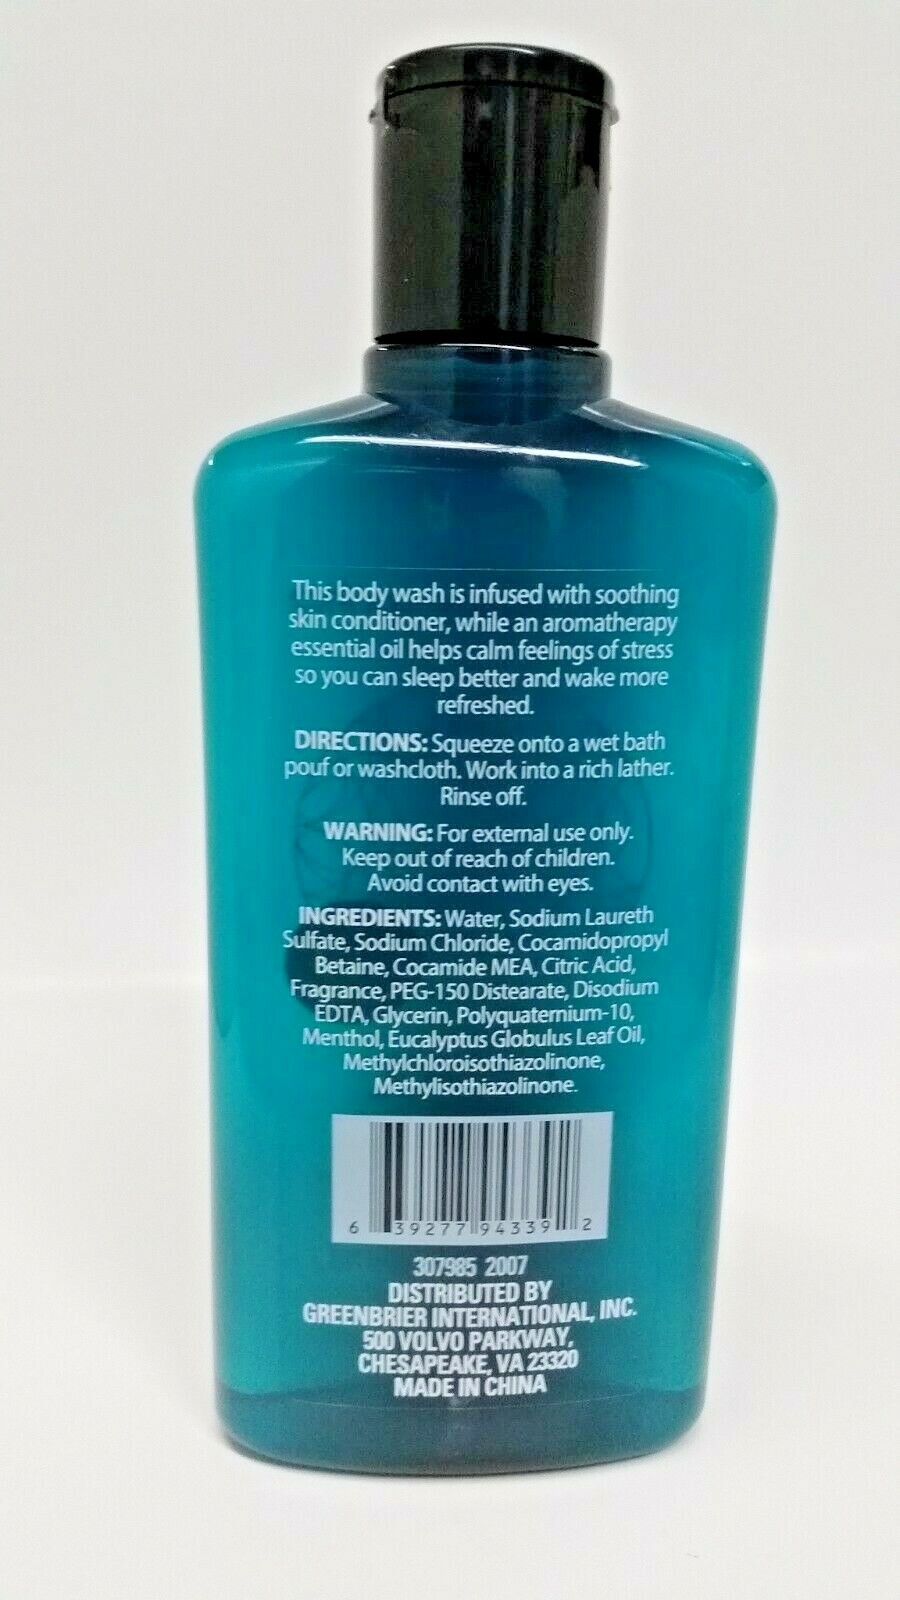 This body wash is infused with soothing
skin conditioner, while an aromatherapy
essential oil helps calm feelings of stress
so you can sleep better and wake more
refreshed.
DIRECTIONS: Squeeze onto a wet bath
pouf or washcloth. Work into a rich lather.
Rinse off.
WARNING: For external use only.
Keep out of reach of children.
Avoid contact with eyes.
INGREDIENTS: Water, Sodium Laureth
Sulfate, Sodium Chloride, Cocamidopropyl
Betaine, Cocamide MEA, Citric Acid,
Fragrance, PEG-150 Distearate, Disodium
EDTA, Glycerin, Polyquaternium-10,
Menthol, Eucalyptus Globulus Leaf Oil,
Methylchloroisothiazolinone,
Methylisothiazolinone.
6 39277 94339 2
307985 2007
DISTRIBUTED BY
GREENBRIER INTERNATIONAL, INC.
500 VOLVO PARKWAY,
CHESAPEAKE, VA 23320
MADE IN CHINA